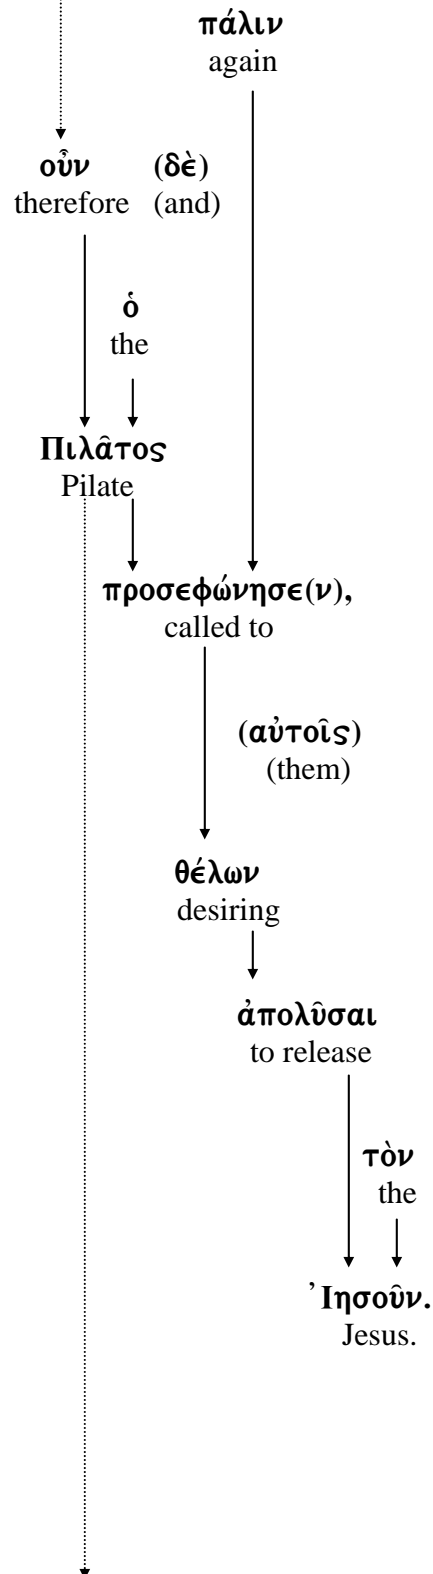 πάλιν
again
οὖν (δὲ)
therefore (and)
ὁ
the
Πιλᾶτος
Pilate
προσεφώνησε(ν),
called to
(αὐτοῖς)
(them)
θέλων
desiring
ἀπολῦσαι
to release
τὸν
the
Ἰησοῦν.
Jesus.